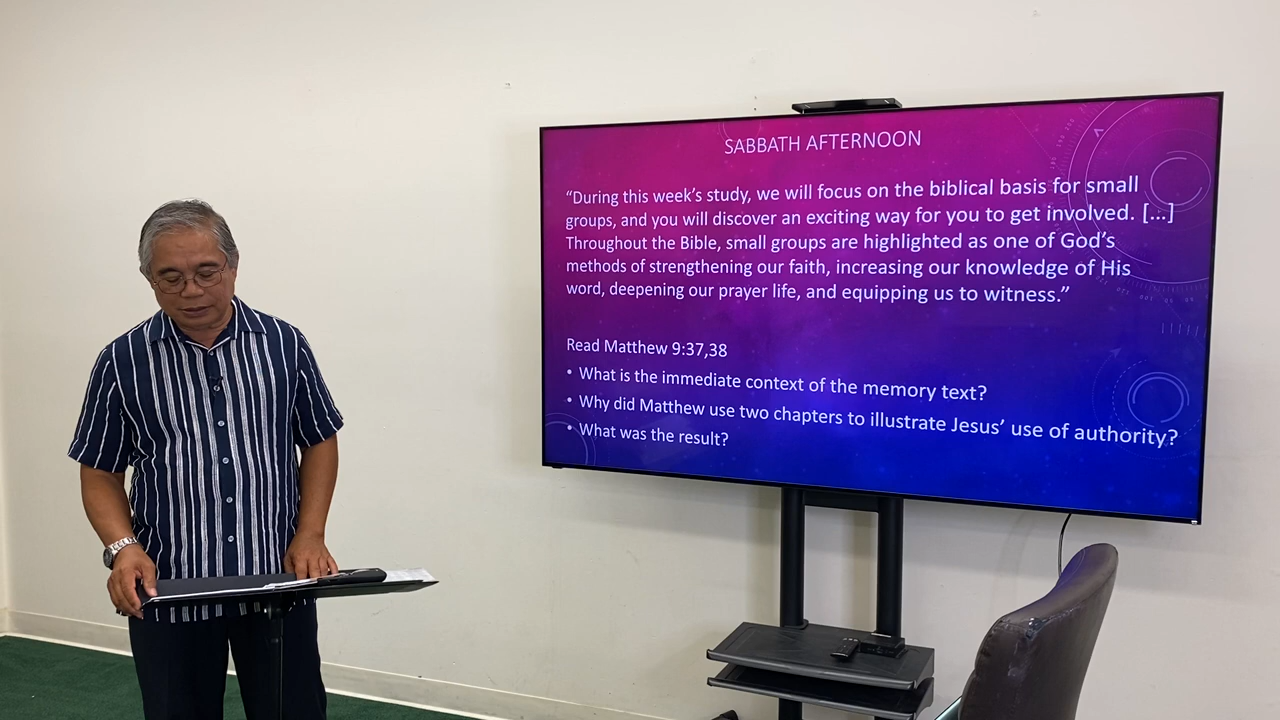 SABBATH AFTERNOON
“During this week’s study, we will focus on the biblical basis for small
groups, and you will discover an exciting way for you to get involved. [...]
Throughout the Bible, small groups are highlighted as one of God’s
methods of strengthening our faith, increasing our knowledge of His
word, deepening our prayer life, and equipping us to witness.”
Read Matthew 9:37,38
• What is the immediate context of the memory text?
• Why did Matthew use two chapters to illustrate Jesus’ use of authority?
• What was the result?